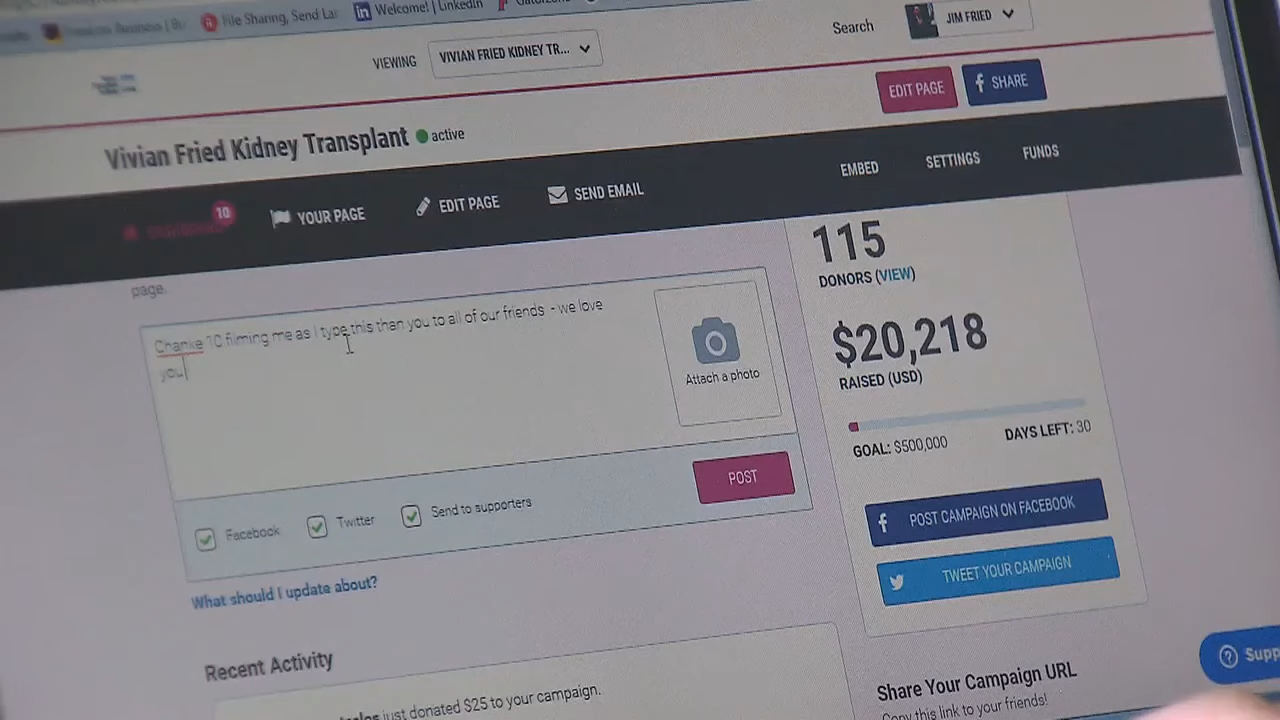 File Sharing, Send La
Welcome! | LinkedIn
VIEWING
VIVIAN FRIED KIDNEY TR...
Search
JIM FRIED
EDIT PAGE
SHARE
Vivian Fried Kidney Transplant
active
10
YOUR PAGE
EDIT PAGE
SEND EMAIL
EMBED
SETTINGS
FUNDS
page.
Chanke 10 filming me as I type this than you to all of our friends - we love
you
Attach a photo
Facebook
Twitter
Send to supporters
POST
What should I update about?
Recent Activity
just donated $25 to your campaign.
115
DONORS (VIEW)
$20,218
RAISED (USD)
GOAL: $500,000
DAYS LEFT: 30
POST CAMPAIGN ON FACEBOOK
TWEET YOUR CAMPAIGN
Share Your Campaign URL
Copy this link to your friends!
Supp